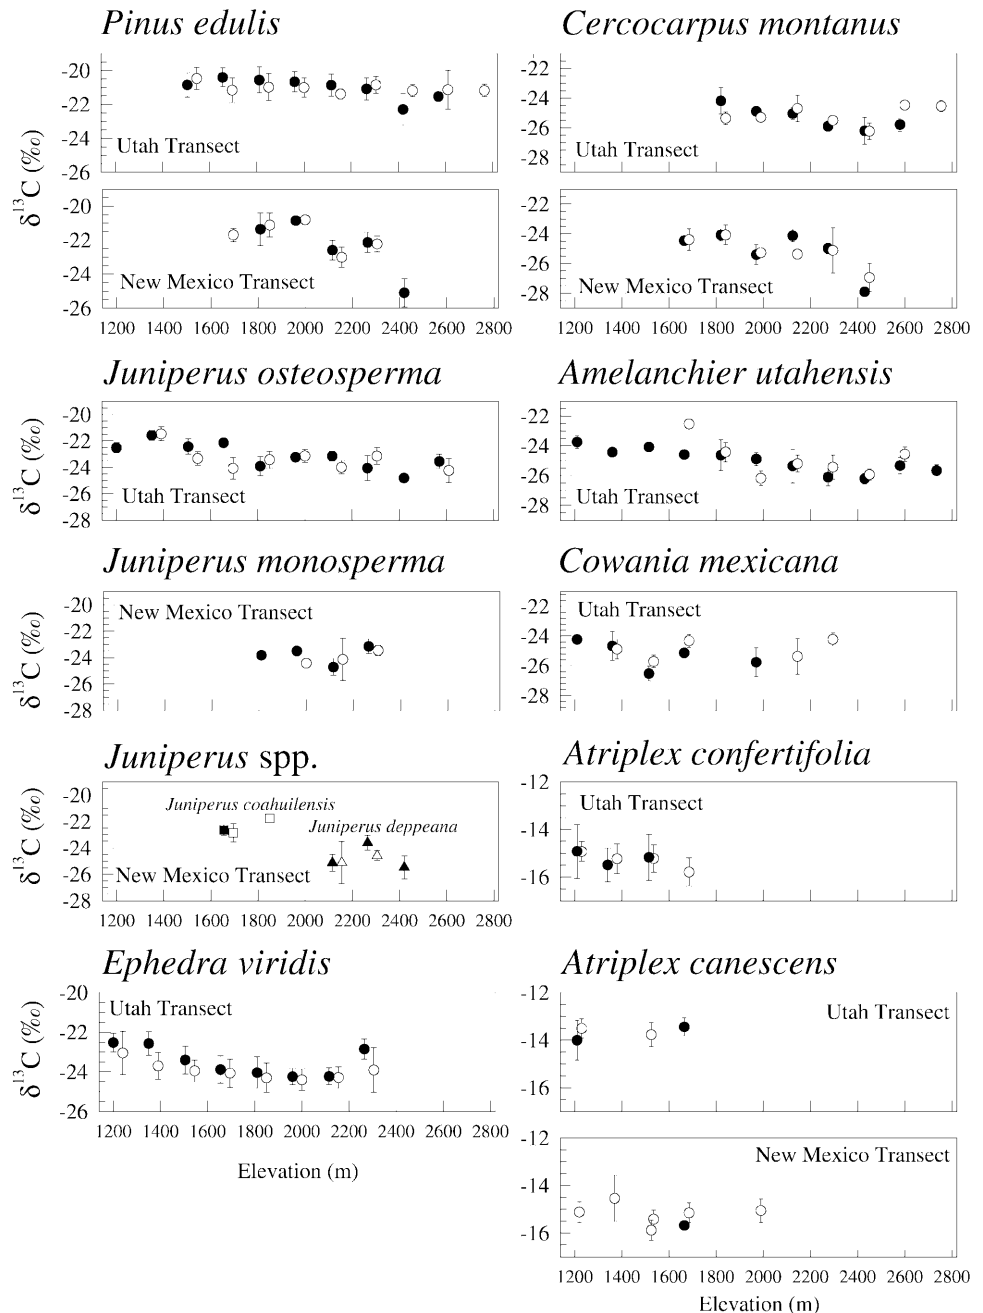 Pinus edulis
-20
-22
-24
-26
Utah Transect
δ13C (‰)
-20
-22
-24
-26
New Mexico Transect
1200 1400 1600 1800 2000 2200 2400 2600 2800
Cercocarpus montanus
-22
-24
-26
-28
Utah Transect
-22
-24
-26
-28
New Mexico Transect
1200 1400 1600 1800 2000 2200 2400 2600 2800
Juniperus osteosperma
-20
-22
-24
-26
-28
δ13C (‰)
Utah Transect
Amelanchier utahensis
-22
-24
-26
-28
Utah Transect
Juniperus monosperma
New Mexico Transect
-20
-22
-24
-26
-28
δ13C (‰)
Cowania mexicana
Utah Transect
-22
-24
-26
-28
Juniperus spp.
-20
-22
-24
-26
-28
δ13C (‰)
Juniperus coahuilensis
Juniperus deppeana
New Mexico Transect
1200 1400 1600 1800 2000 2200 2400 2600 2800
Atriplex confertifolia
-12
-14
-16
Utah Transect
Ephedra viridis
-20
-22
-24
-26
δ13C (‰)
Utah Transect
1200 1400 1600 1800 2000 2200 2400 2600 2800
Elevation (m)
Atriplex canescens
-12
-14
-16
Utah Transect
-12
-14
-16
New Mexico Transect
1200 1400 1600 1800 2000 2200 2400 2600 2800
Elevation (m)